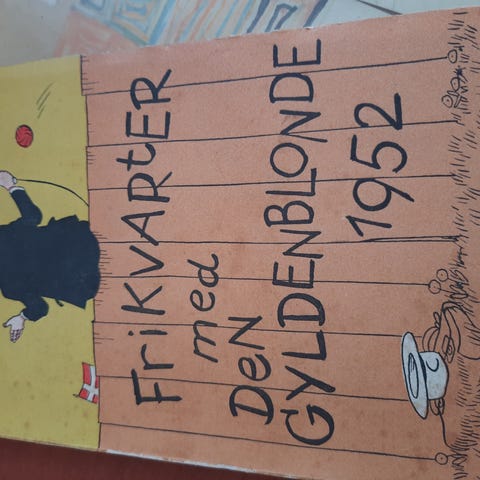 FriKVARtER
med
DeN
GYLDENBLONDE
1952